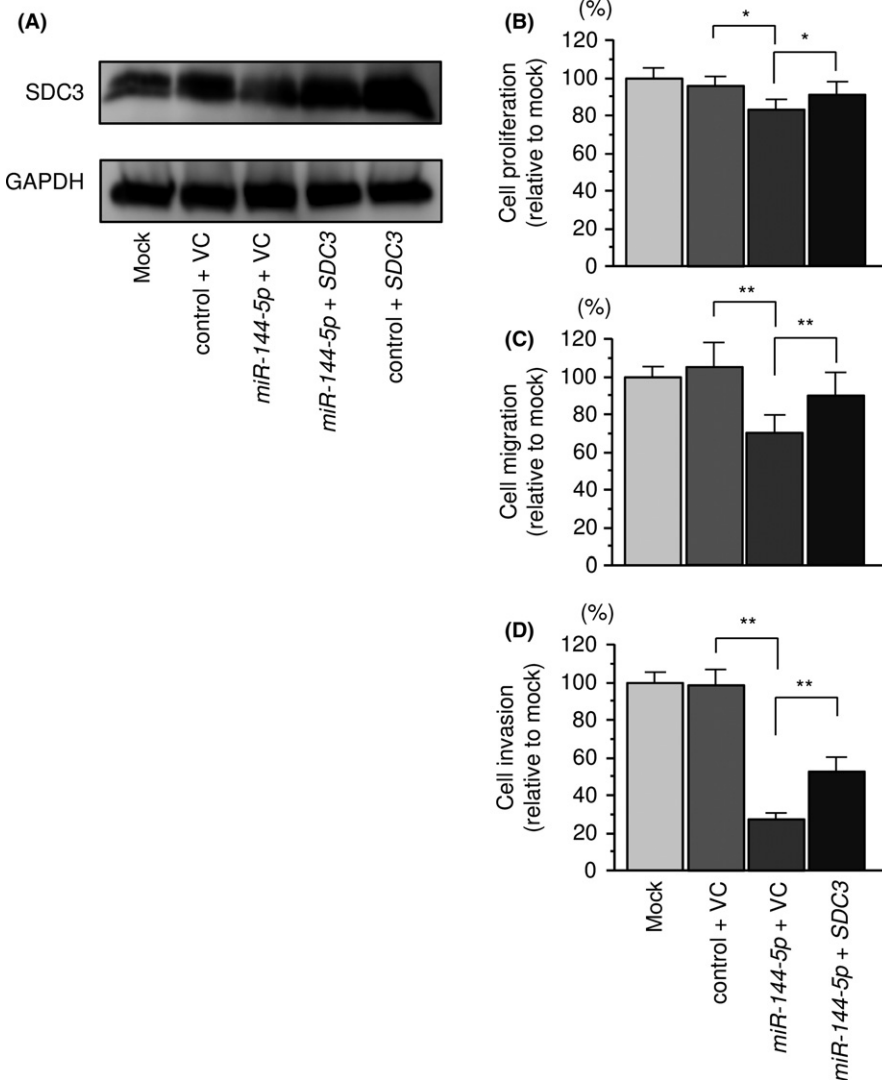 (A)
SDC3
GAPDH
Mock
control + VC
miR-144-5p + VC
miR-144-5p + SDC3
control + SDC3
(B)
(%)
Cell proliferation
(relative to mock)
120
100
80
60
40
20
0
*
*
(C)
(%)
Cell migration
(relative to mock)
120
100
80
60
40
20
0
**
**
(D)
(%)
Cell invasion
(relative to mock)
120
100
80
60
40
20
0
**
**
Mock
control + VC
miR-144-5p + VC
miR-144-5p + SDC3